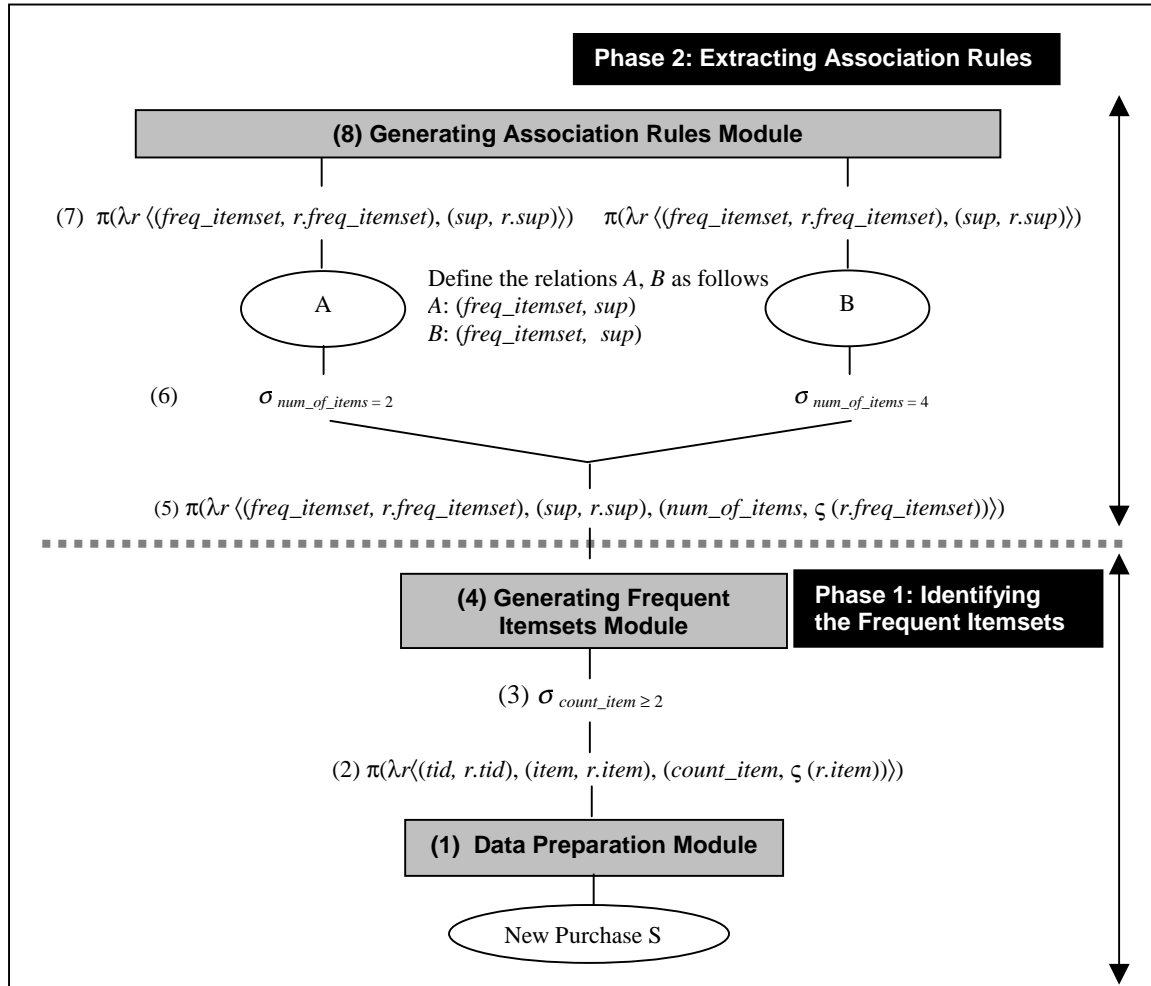 Phase 2: Extracting Association Rules
(8) Generating Association Rules Module
(7) π(λr ⟨(freq_itemset, r.freq_itemset), (sup, r.sup)⟩) π(λr ⟨(freq_itemset, r.freq_itemset), (sup, r.sup)⟩)
Define the relations A, B as follows
A
A: (freq_itemset, sup)
B: (freq_itemset, sup)
B
(6) σ num_of_items = 2 σ num_of_items = 4
(5) π(λr ⟨(freq_itemset, r.freq_itemset), (sup, r.sup), (num_of_items, ς (r.freq_itemset))⟩)
(4) Generating Frequent
Itemsets Module
Phase 1: Identifying
the Frequent Itemsets
(3) σ count_item ≥ 2
(2) π(λr⟨(tid, r.tid), (item, r.item), (count_item, ς (r.item))⟩)
(1) Data Preparation Module
New Purchase S